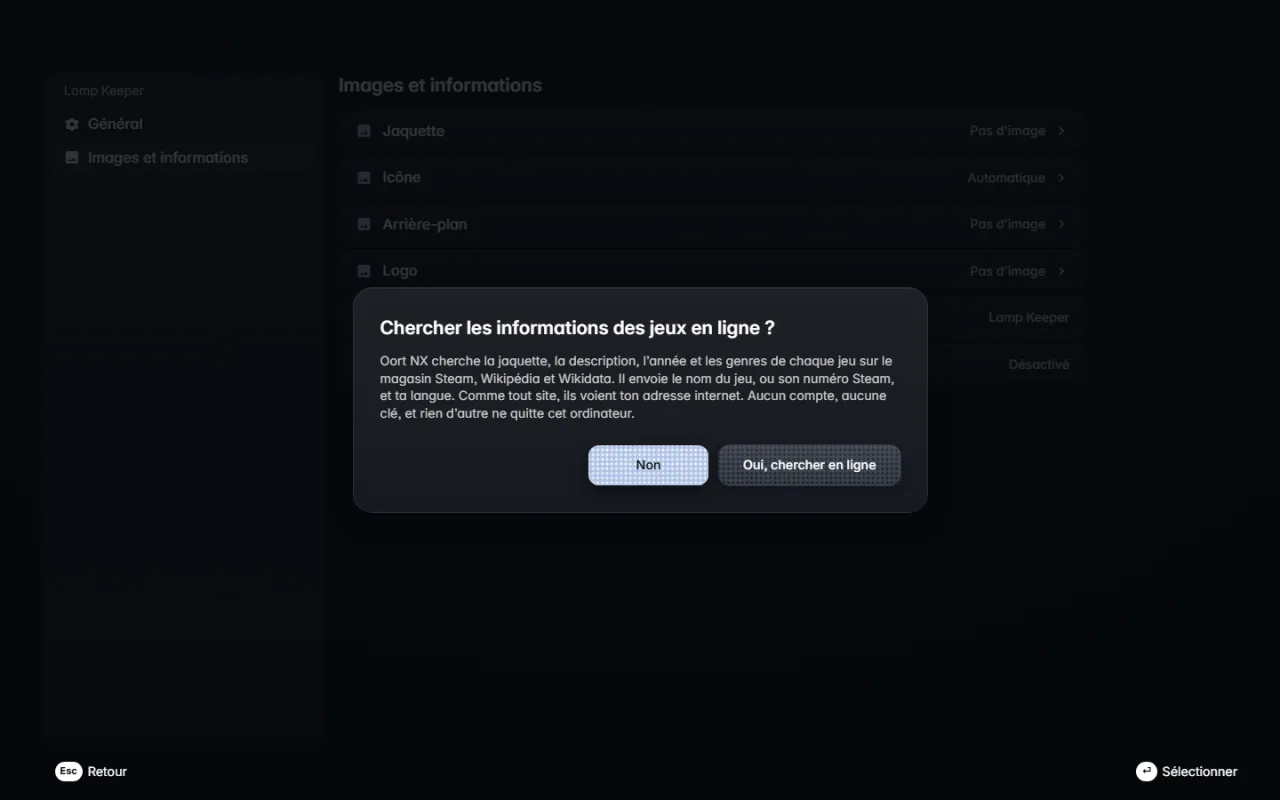 Lamp Keeper
Général
Images et informations
Images et informations
Jaquette
Pas d'image
Icône
Automatique
Arrière-plan
Pas d'image
Logo
Pas d'image
Lamp Keeper
Désactivé
Chercher les informations des jeux en ligne ?
Oort NX cherche la jaquette, la description, l'année et les genres de chaque jeu sur le
magasin Steam, Wikipédia et Wikidata. Il envoie le nom du jeu, ou son numéro Steam,
et ta langue. Comme tout site, ils voient ton adresse internet. Aucun compte, aucune
clé, et rien d'autre ne quitte cet ordinateur.
Non
Oui, chercher en ligne
Esc Retour
Sélectionner